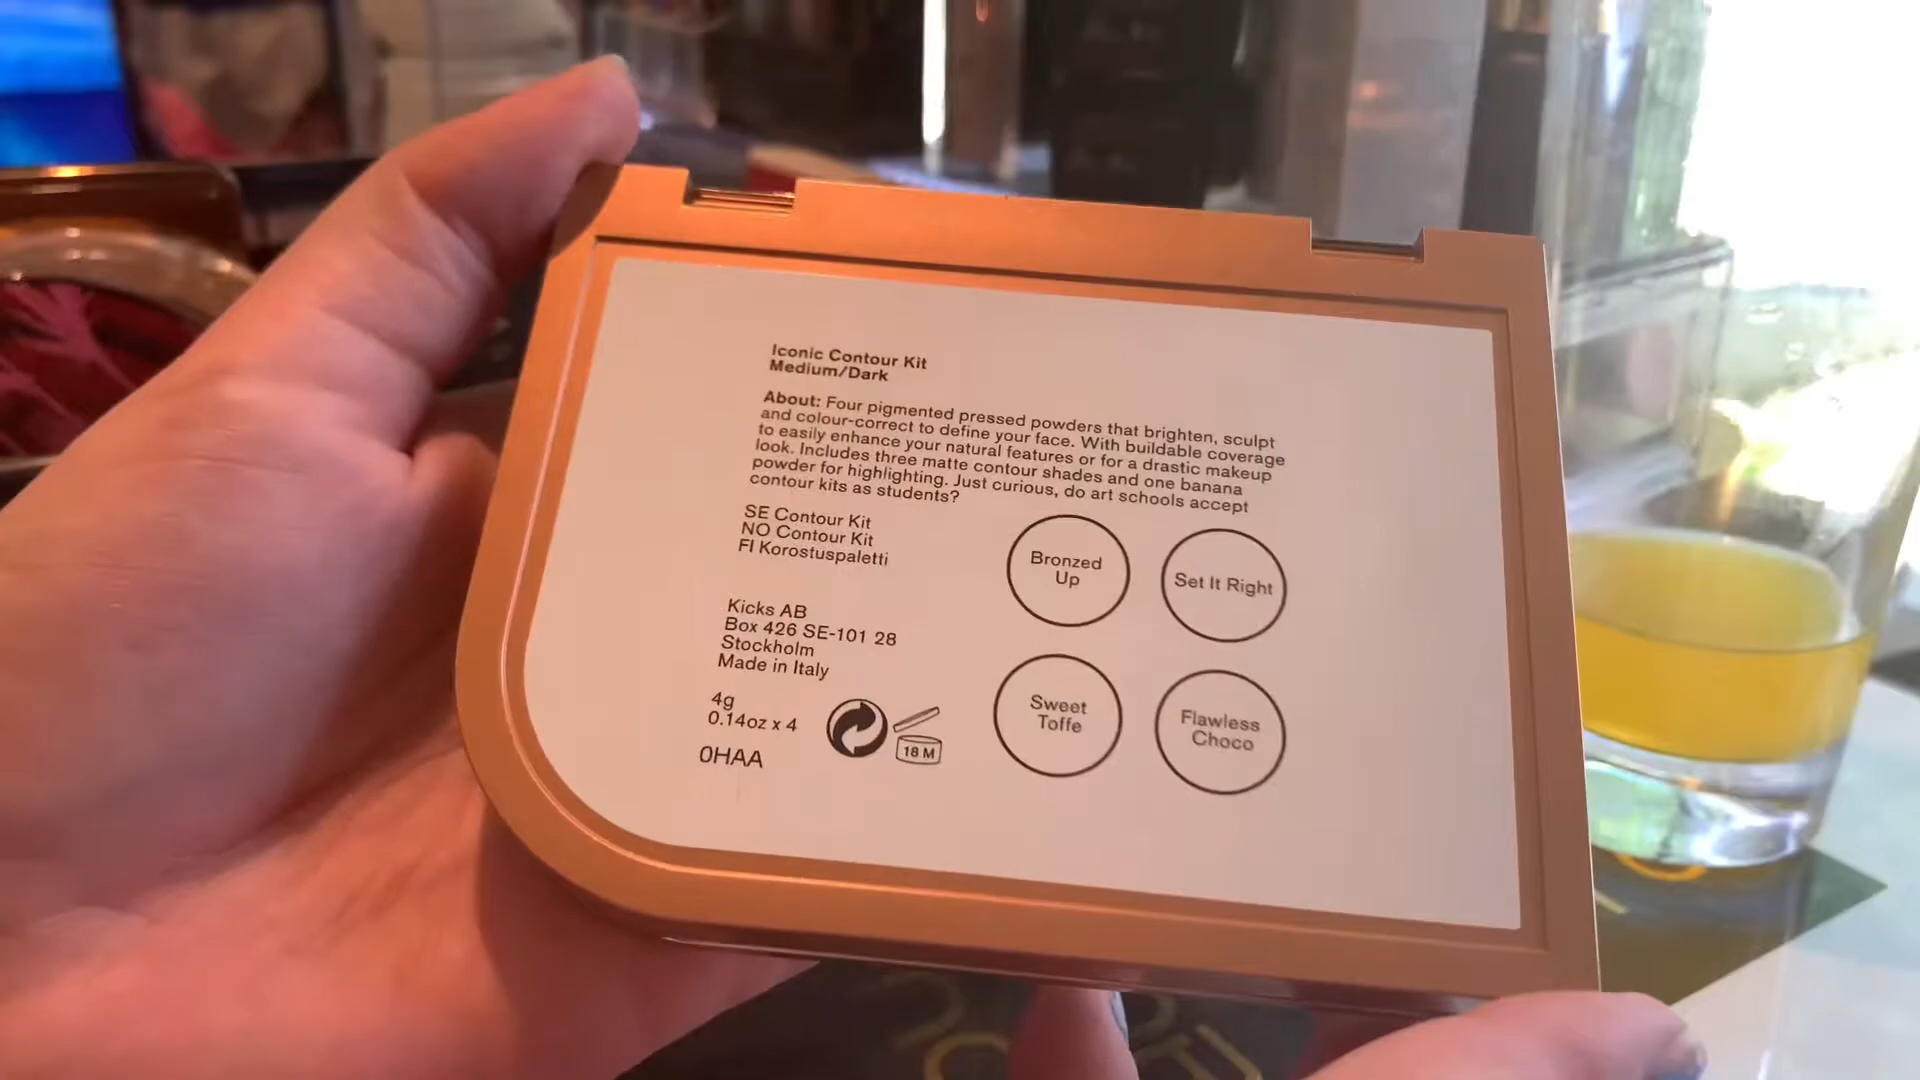 Iconic Contour Kit
Medium/Dark
About: Four pigmented pressed powders that brighten, sculpt
and colour-correct to define your face. With buildable coverage
to easily enhance your natural features or for a drastic makeup
look. Includes three matte contour shades and one banana
powder for highlighting. Just curious, do art schools accept
contour kits as students?
SE Contour Kit
NO Contour Kit
FI Korostuspaletti
Kicks AB
Box 426 SE-101 28
Stockholm
Made in Italy
4g
0.14oz x 4
0HAA
18 M
Bronzed
Up
Set It Right
Sweet
Toffe
Flawless
Choco